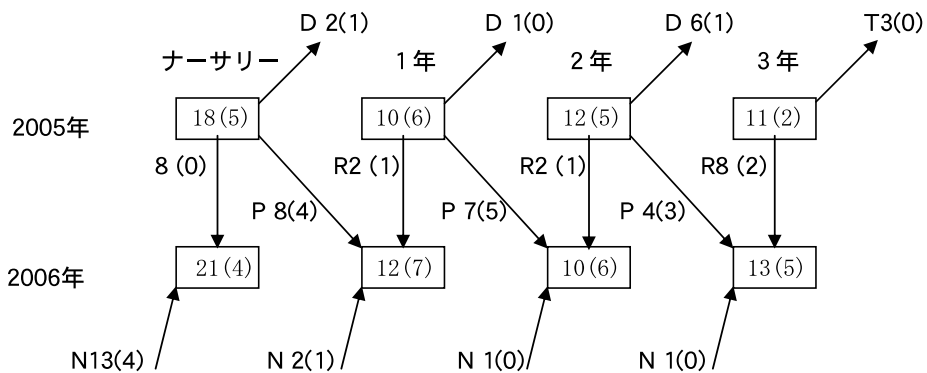 D 2(1) D 1(0) D 6(1) T3(0)
ナーサリー 1年 2年 3年
2005年 18(5) 10(6) 12(5) 11(2)
8 (0) R2 (1) R2 (1) R8 (2)
P 8(4) P 7(5) P 4(3)
2006年 21(4) 12(7) 10(6) 13(5)
N13(4) N 2(1) N 1(0) N 1(0)